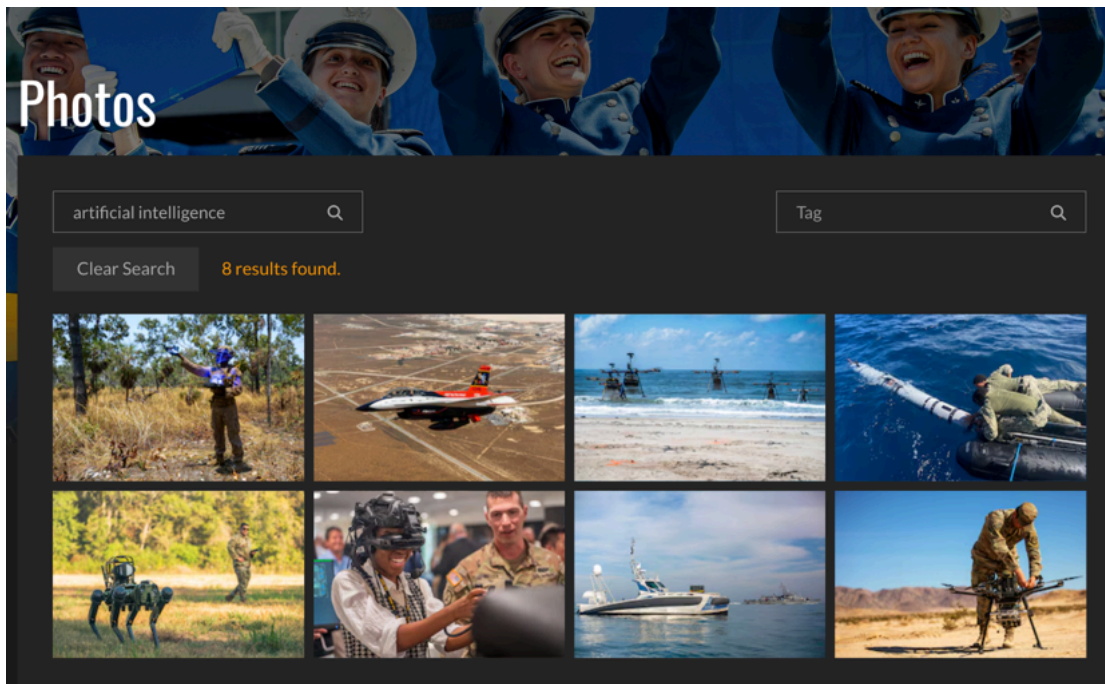 Photos
artificial intelligence
Tag
Clear Search
8 results found.